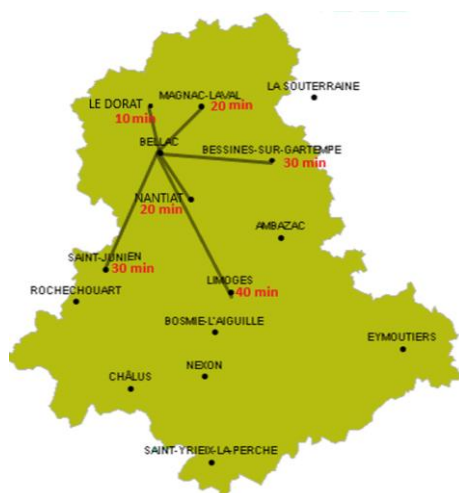 LA SOUTERRAINE
MAGNAC-LAVAL
LE DORAT
20 min
10 min
BELLAC
BESSINES-SUR-GARTEMPE
30 min
NANTIAT
20 min
AMBAZAC
SAINT-JUNIEN
30 min
LIMOGES
40 min
ROCHECHOUART
BOSMIE-L'AIGUILLE
EYMOUTIERS
NEXON
CHÂLUS
SAINT-YRIEIX-LA-PERCHE